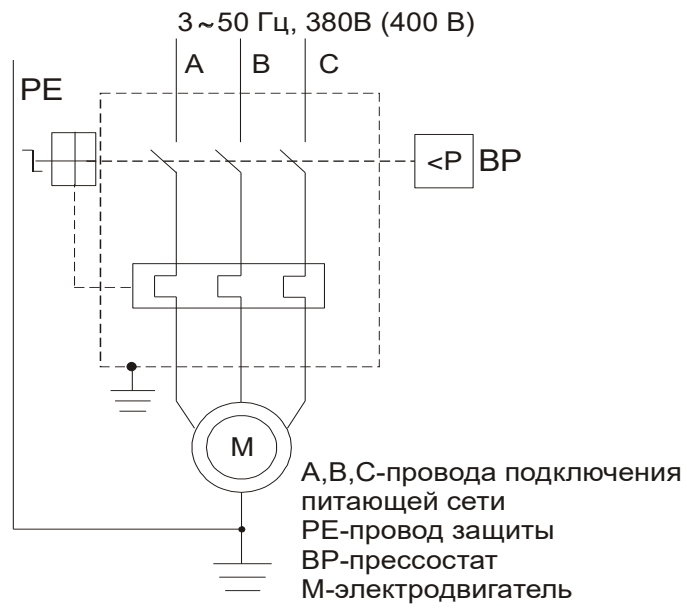 3~50 Гц, 380В (400 В)
A B C
PE
<P BP
M
A,B,C-провода подключения
питающей сети
PE-провод защиты
BP-прессостат
M-электродвигатель